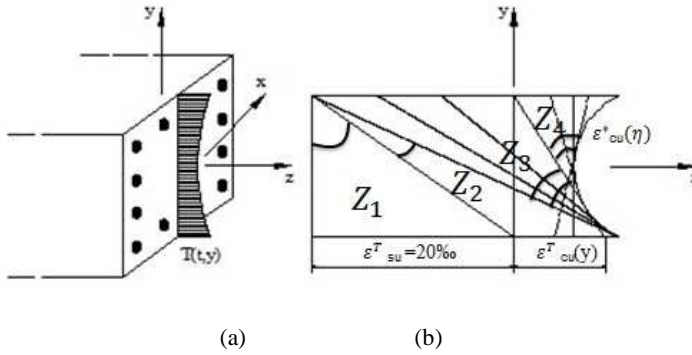 y
x
z
T(t,y)
(a)
y
Z₁
Z₂
Z₃
Z₄
ε*cu(η)
z
εᵀsu=20‰
εᵀcu(y)
(b)